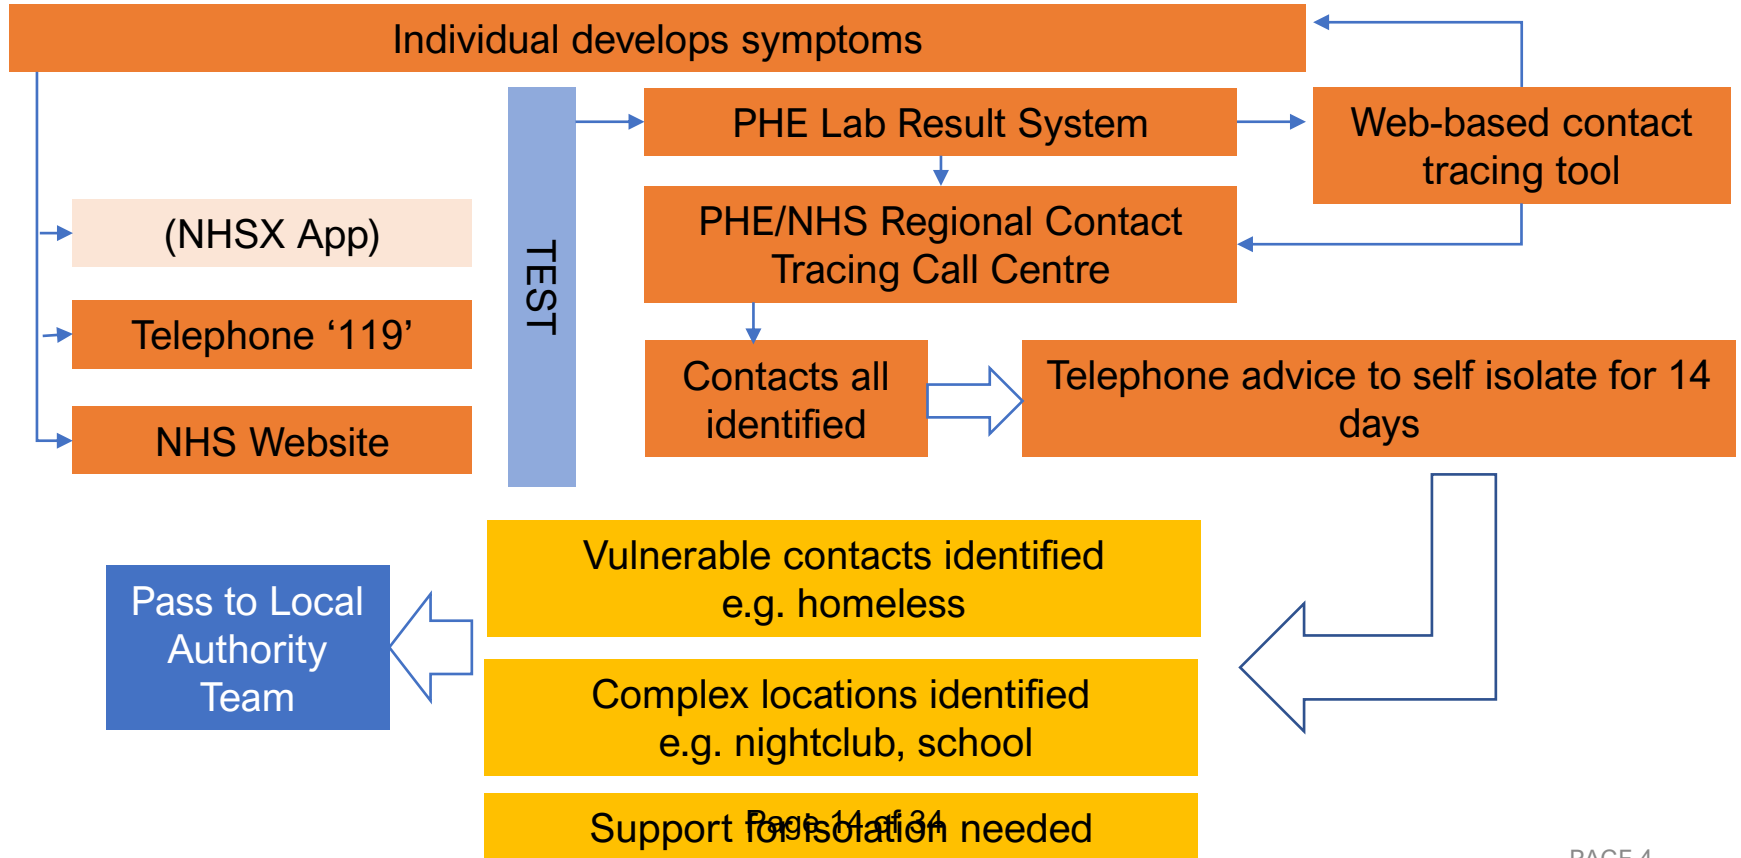 Individual develops symptoms
PHE Lab Result System
Web-based contact
tracing tool
(NHSX App)
PHE/NHS Regional Contact
Tracing Call Centre
TEST
Telephone ‘119’
Contacts all
identified
Telephone advice to self isolate for 14
days
NHS Website
Vulnerable contacts identified
e.g. homeless
Pass to Local
Authority
Team
Complex locations identified
e.g. nightclub, school
Support for isolation needed
Page 14 of 34
PAGE 4